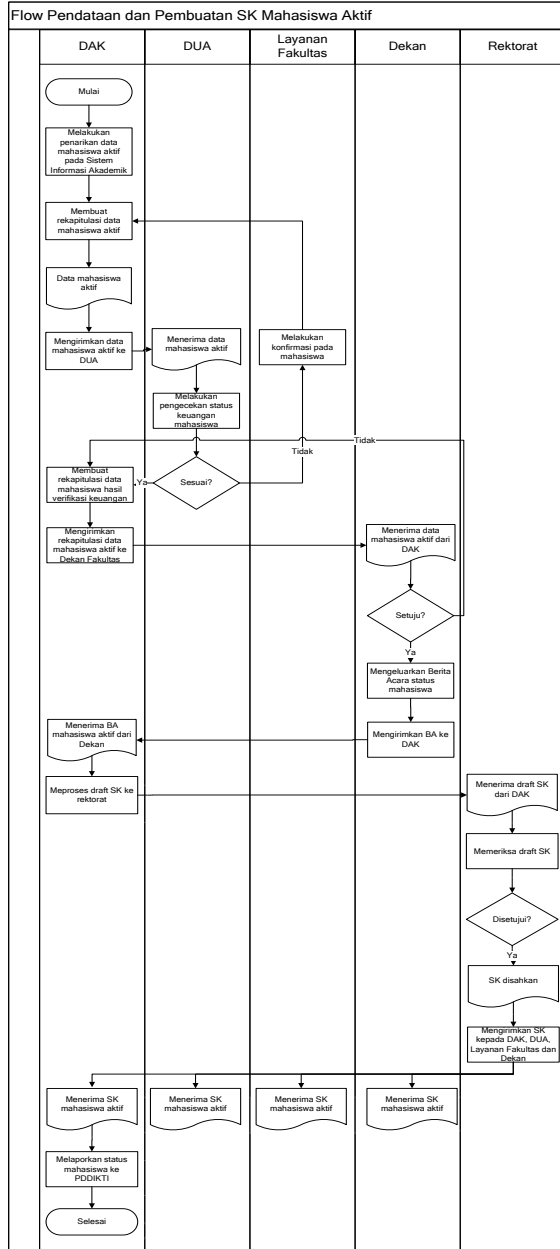 Flow Pendataan dan Pembuatan SK Mahasiswa Aktif
DAK
DUA
Layanan
Fakultas
Dekan
Rektorat
Mulai
Melakukan
penarikan data
mahasiswa aktif
pada Sistem
Informasi Akademik
Membuat
rekapitulasi data
mahasiswa aktif
Data mahasiswa
aktif
Mengirimkan data
mahasiswa aktif ke
DUA
Menerima data
mahasiswa aktif
Melakukan
konfirmasi pada
mahasiswa
Melakukan
pengecekan status
keuangan
mahasiswa
Tidak
Tidak
Membuat
rekapitulasi data
mahasiswa hasil
verifikasi keuangan
Ya
Sesuai?
Mengirimkan
rekapitulasi data
mahasiswa aktif ke
Dekan Fakultas
Menerima data
mahasiswa aktif dari
DAK
Setuju?
Ya
Mengeluarkan Berita
Acara status
mahasiswa
Menerima BA
mahasiswa aktif dari
Dekan
Mengirimkan BA ke
DAK
Meproses draft SK ke
rektorat
Menerima draft SK
dari DAK
Memeriksa draft SK
Disetujui?
Ya
SK disahkan
Mengirimkan SK
kepada DAK, DUA,
Layanan Fakultas dan
Dekan
Menerima SK
mahasiswa aktif
Menerima SK
mahasiswa aktif
Menerima SK
mahasiswa aktif
Menerima SK
mahasiswa aktif
Melaporkan status
mahasiswa ke
PDDIKTI
Selesai